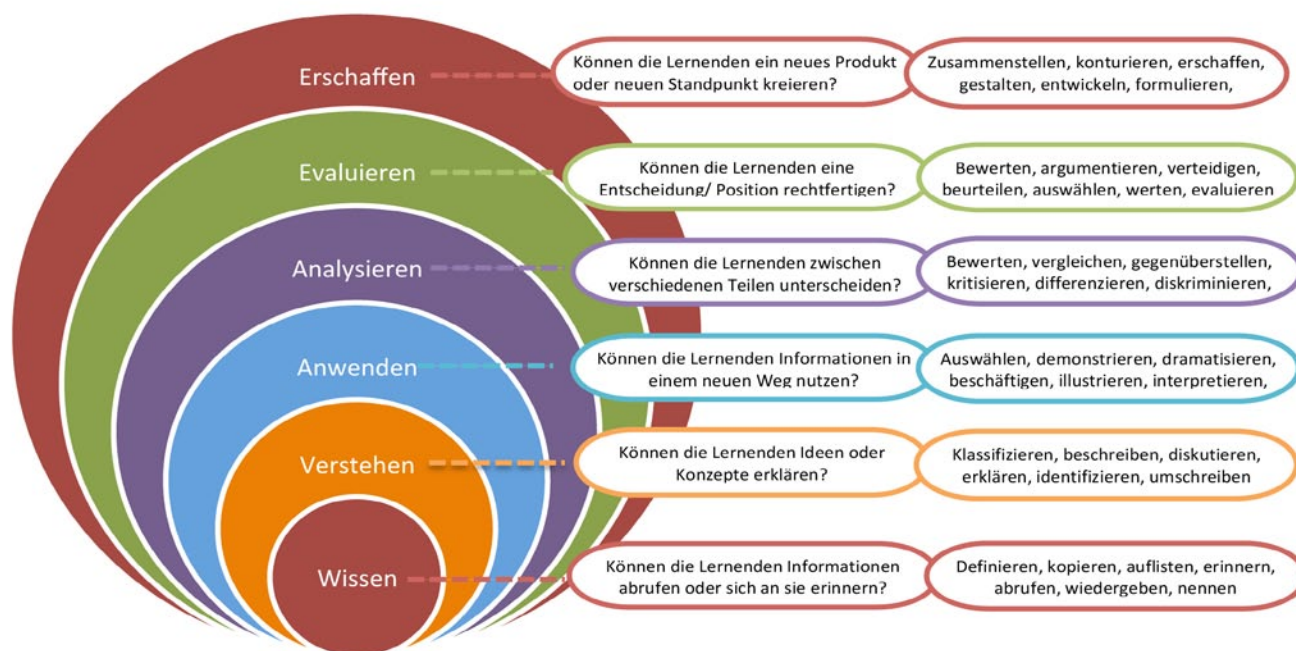 Erschaffen
Können die Lernenden ein neues Produkt
oder neuen Standpunkt kreieren?
Zusammenstellen, konturieren, erschaffen,
gestalten, entwickeln, formulieren,
Evaluieren
Können die Lernenden eine
Entscheidung/ Position rechtfertigen?
Bewerten, argumentieren, verteidigen,
beurteilen, auswählen, werten, evaluieren
Analysieren
Können die Lernenden zwischen
verschiedenen Teilen unterscheiden?
Bewerten, vergleichen, gegenüberstellen,
kritisieren, differenzieren, diskriminieren,
Anwenden
Können die Lernenden Informationen in
einem neuen Weg nutzen?
Auswählen, demonstrieren, dramatisieren,
beschäftigen, illustrieren, interpretieren,
Verstehen
Können die Lernenden Ideen oder
Konzepte erklären?
Klassifizieren, beschreiben, diskutieren,
erklären, identifizieren, umschreiben
Wissen
Können die Lernenden Informationen
abrufen oder sich an sie erinnern?
Definieren, kopieren, auflisten, erinnern,
abrufen, wiedergeben, nennen